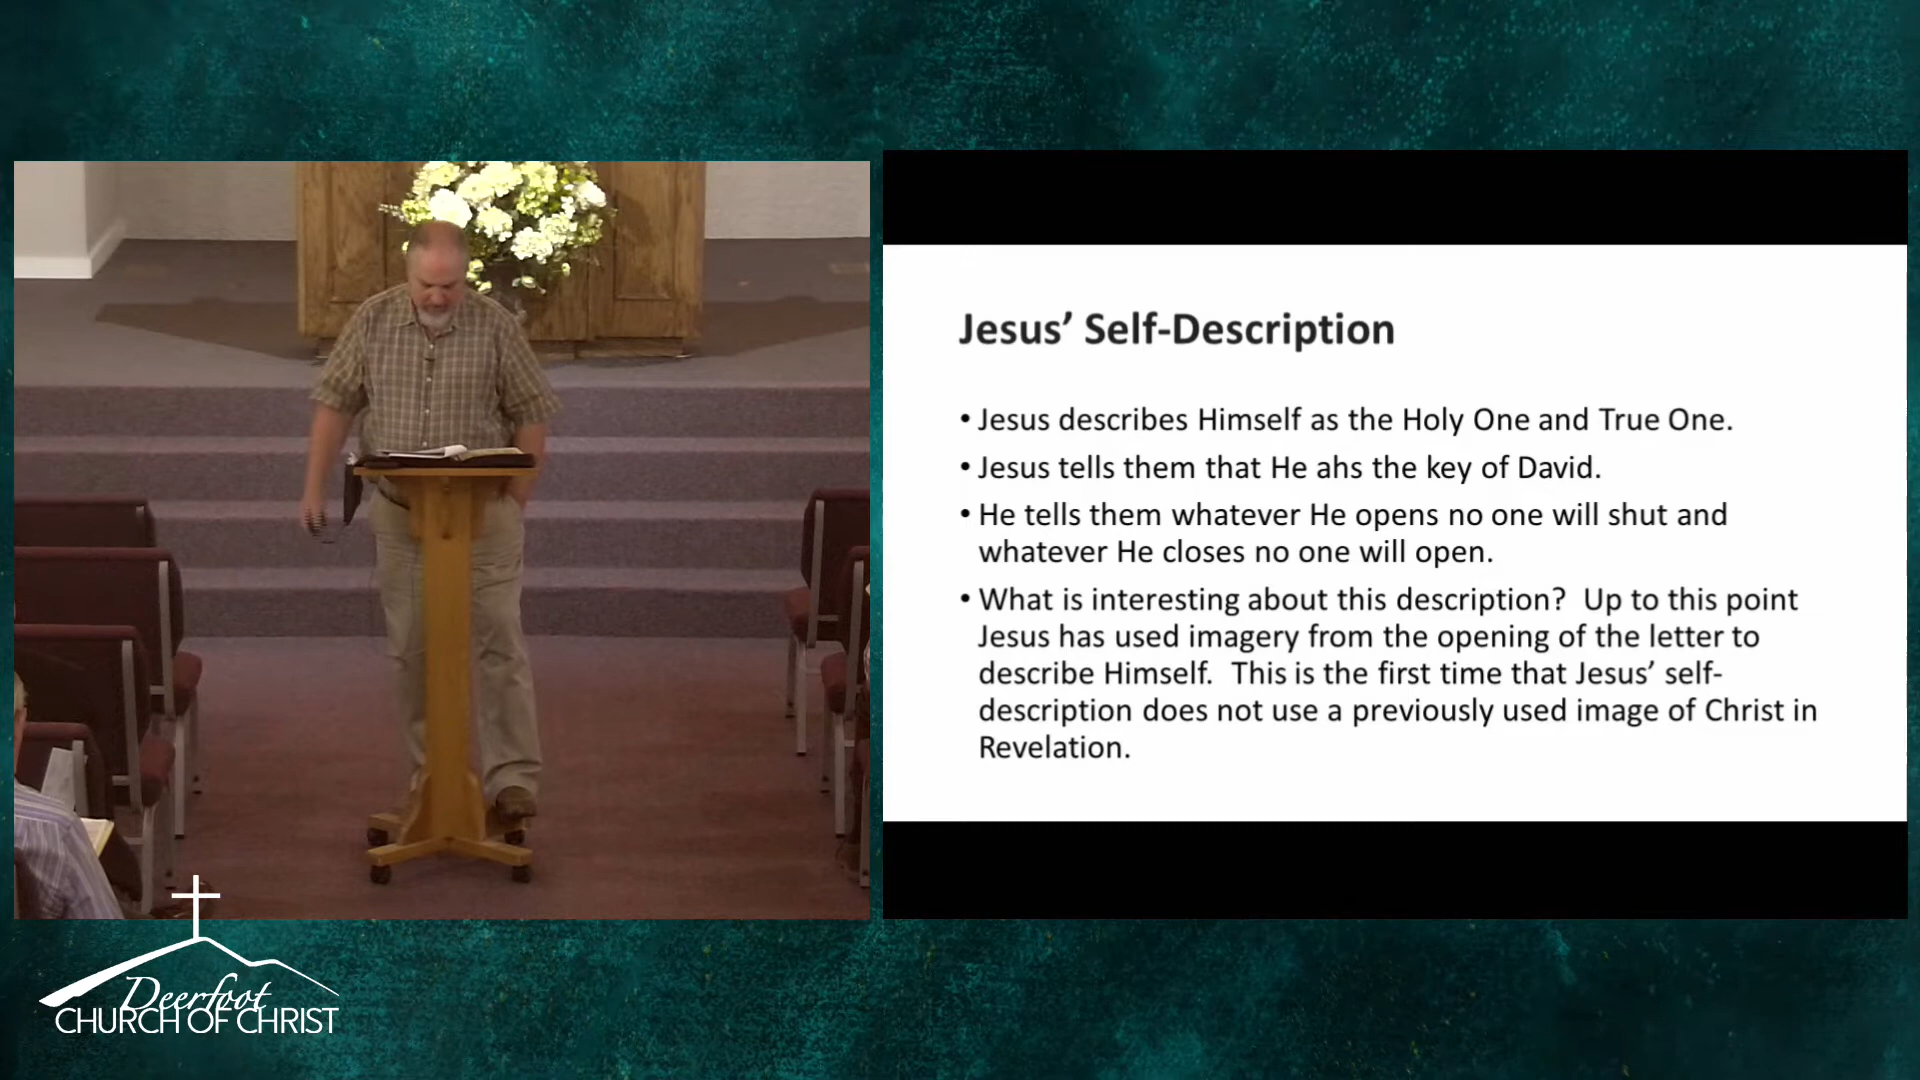 Jesus’ Self-Description
• Jesus describes Himself as the Holy One and True One.
• Jesus tells them that He ahs the key of David.
• He tells them whatever He opens no one will shut and
whatever He closes no one will open.
• What is interesting about this description?  Up to this point
Jesus has used imagery from the opening of the letter to
describe Himself.  This is the first time that Jesus’ self-
description does not use a previously used image of Christ in
Revelation.
Deerfoot
CHURCH OF CHRIST